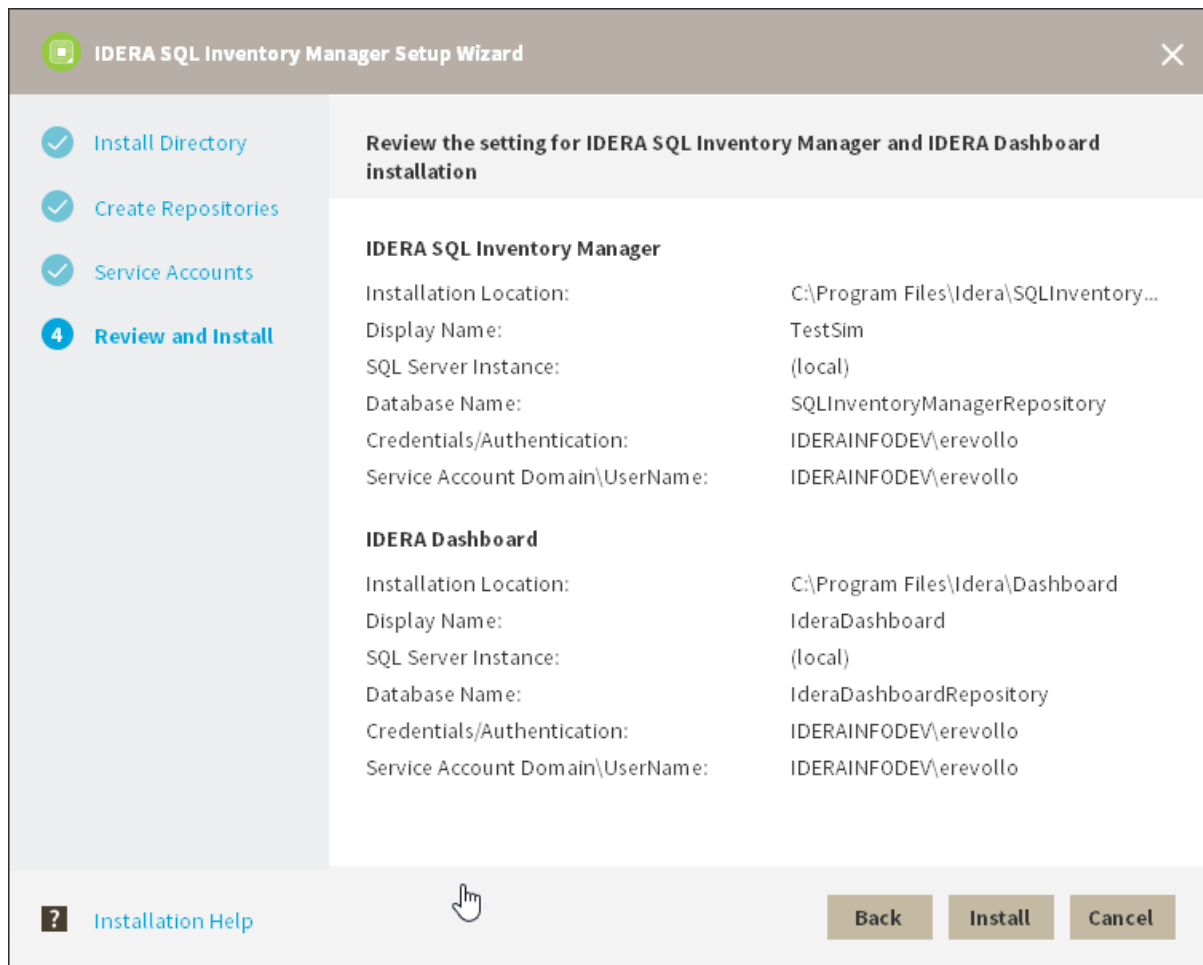 IDERA SQL Inventory Manager Setup Wizard
Install Directory
Create Repositories
Service Accounts
4 Review and Install
Review the setting for IDERA SQL Inventory Manager and IDERA Dashboard
installation
IDERA SQL Inventory Manager
Installation Location: C:\Program Files\Idera\SQLInventory...
Display Name: TestSim
SQL Server Instance: (local)
Database Name: SQLInventoryManagerRepository
Credentials/Authentication: IDERAINFODEV\erevollo
Service Account Domain\UserName: IDERAINFODEV\erevollo
IDERA Dashboard
Installation Location: C:\Program Files\Idera\Dashboard
Display Name: IderaDashboard
SQL Server Instance: (local)
Database Name: IderaDashboardRepository
Credentials/Authentication: IDERAINFODEV\erevollo
Service Account Domain\UserName: IDERAINFODEV\erevollo
? Installation Help
Back Install Cancel